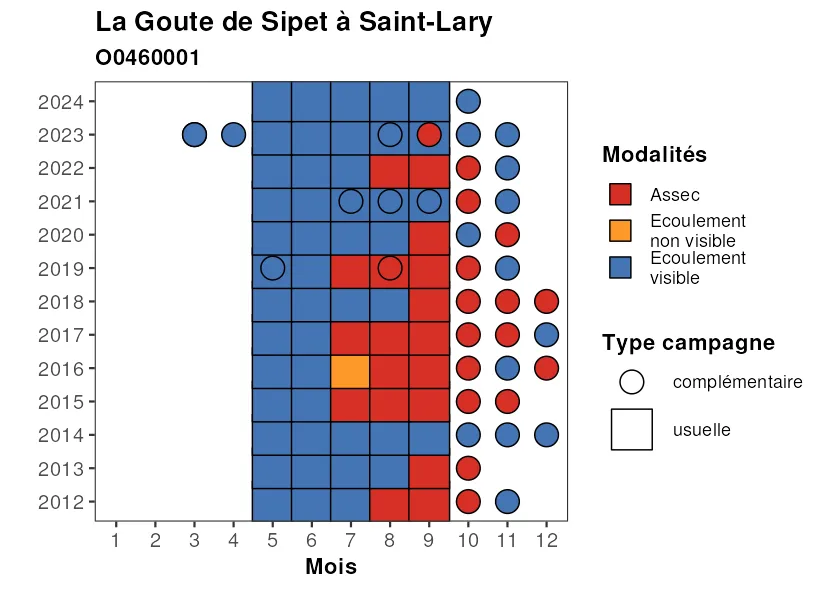 La Goute de Sipet à Saint-Lary
O0460001
2024
2023
2022
2021
2020
2019
2018
2017
2016
2015
2014
2013
2012
1 2 3 4 5 6 7 8 9 10 11 12
Mois
Modalités
Assec
Ecoulement
non visible
Ecoulement
visible
Type campagne
complémentaire
usuelle